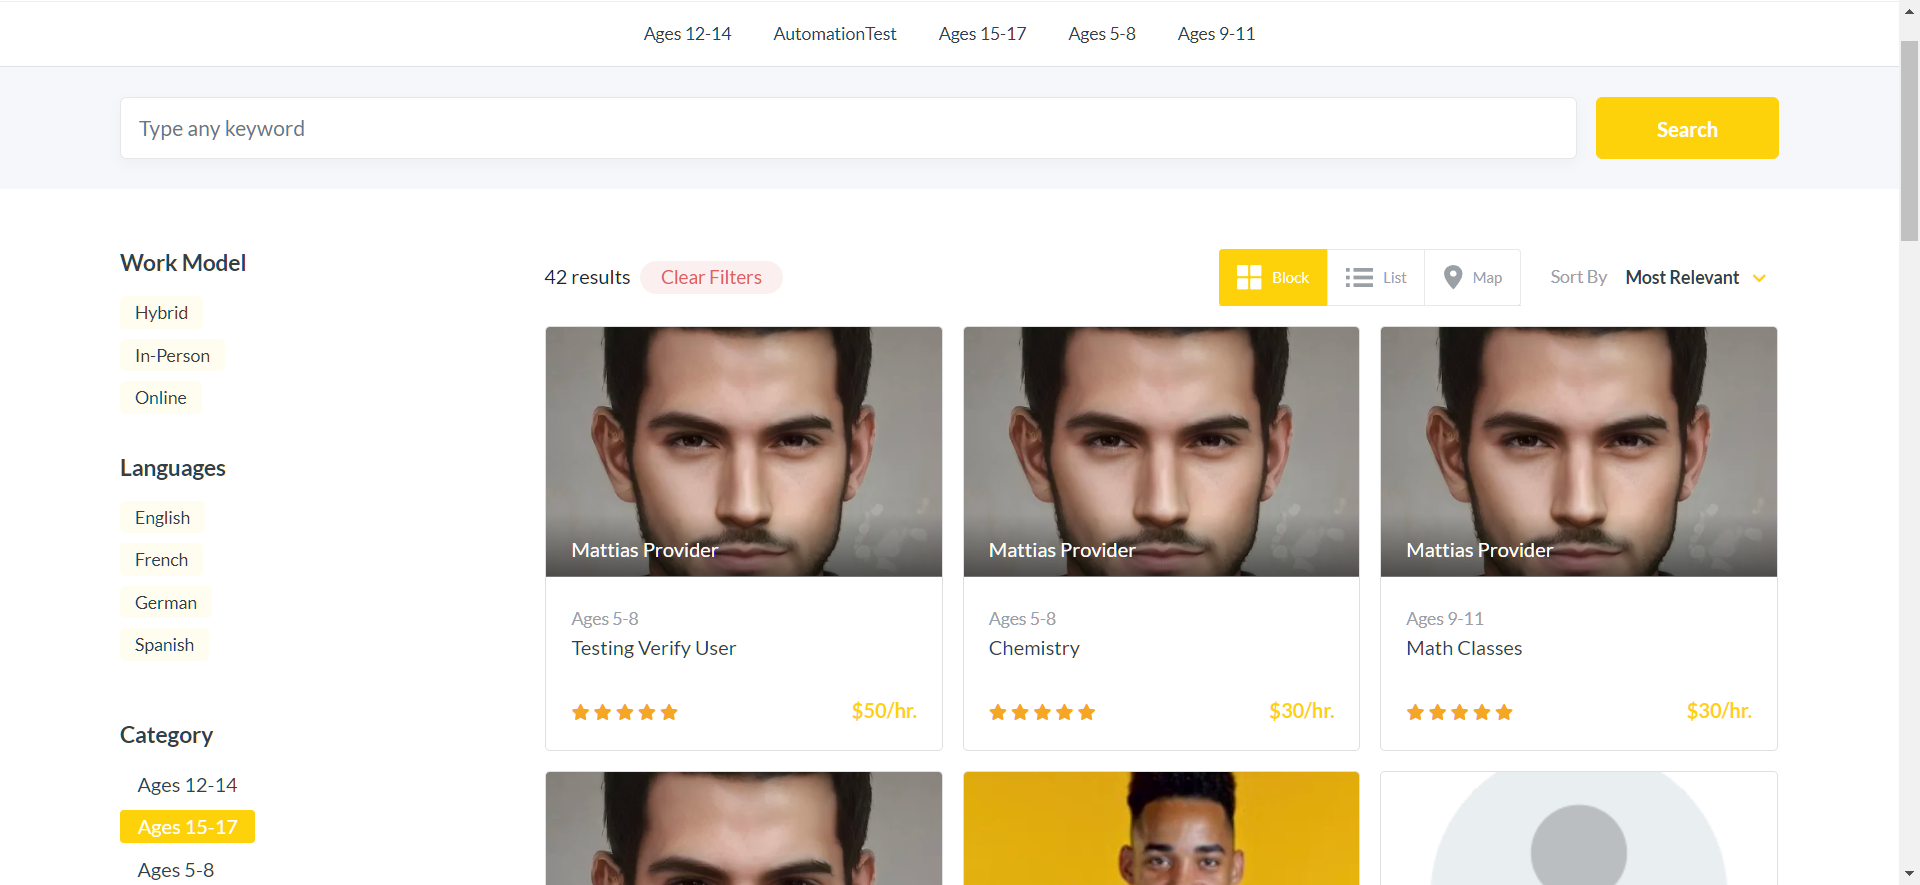 Ages 12-14 AutomationTest Ages 15-17 Ages 5-8 Ages 9-11
Type any keyword Search
Work Model
Hybrid
In-Person
Online
Languages
English
French
German
Spanish
Category
Ages 12-14
Ages 15-17
Ages 5-8
42 results Clear Filters Block List Map Sort By Most Relevant
Mattias Provider
Ages 5-8
Testing Verify User
$50/hr.
Mattias Provider
Ages 5-8
Chemistry
$30/hr.
Mattias Provider
Ages 9-11
Math Classes
$30/hr.